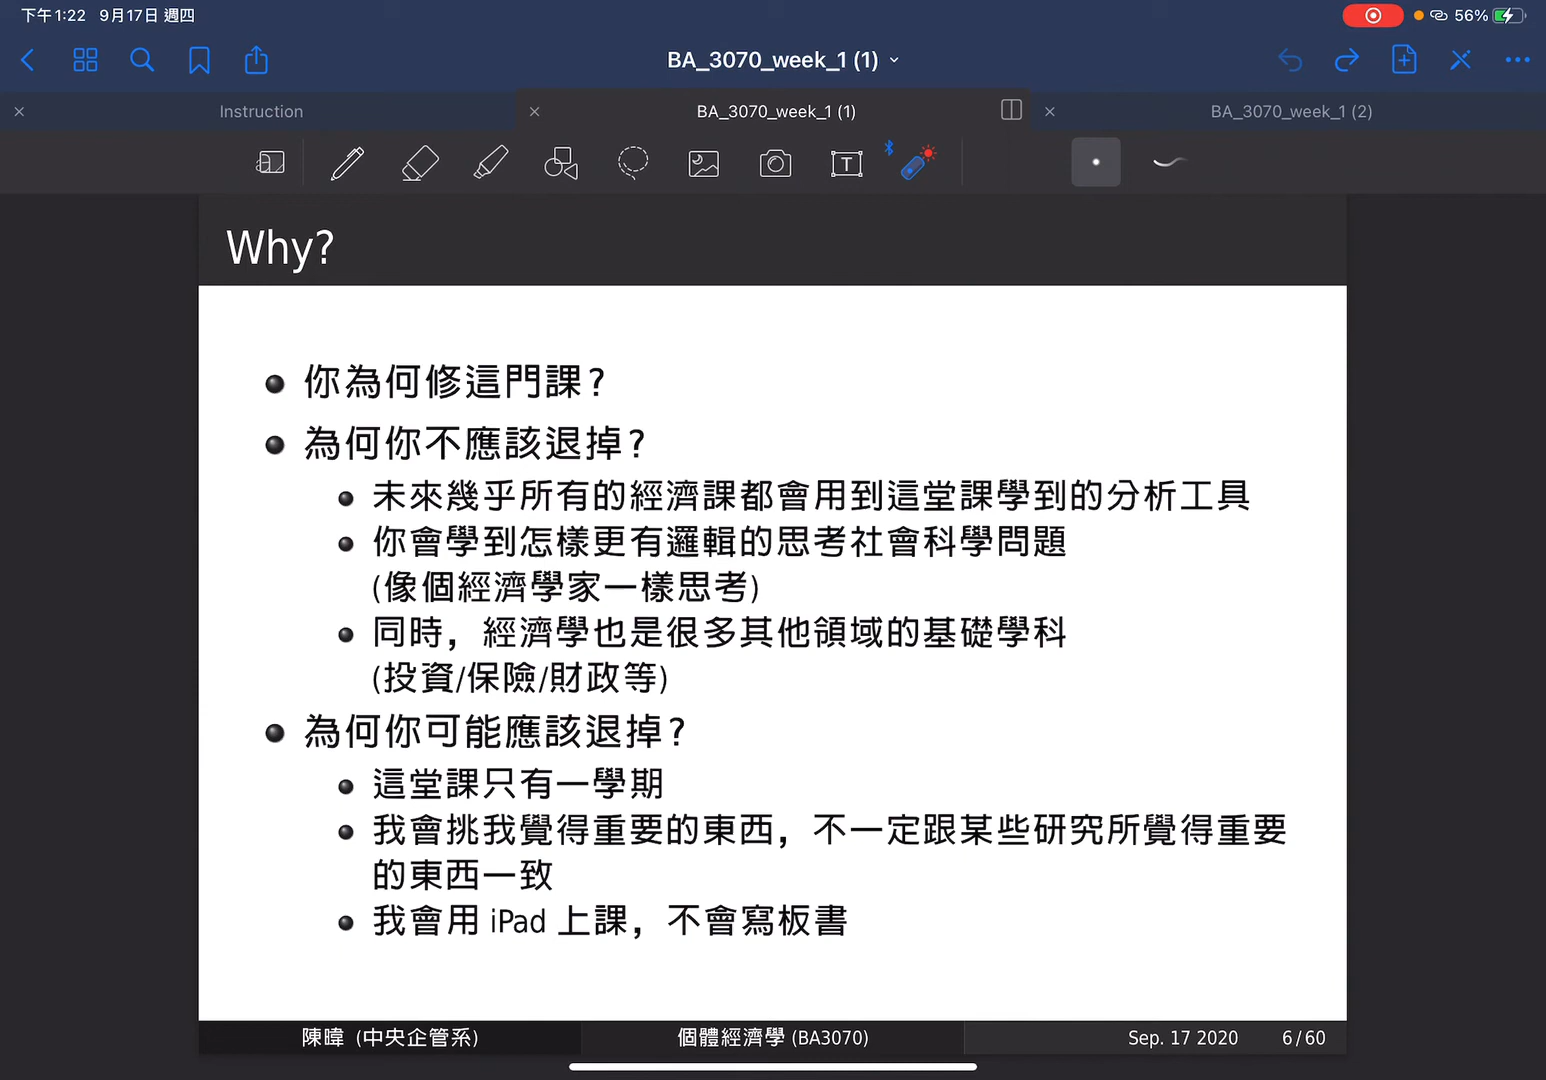 下午1:22 9月17日 週四
56%
BA_3070_week_1 (1)
Instruction
BA_3070_week_1 (1)
BA_3070_week_1 (2)
Why?
你為何修這門課?
為何你不應該退掉?
未來幾乎所有的經濟課都會用到這堂課學到的分析工具
你會學到怎樣更有邏輯的思考社會科學問題
(像個經濟學家一樣思考)
同時，經濟學也是很多其他領域的基礎學科
(投資/保險/財政等)
為何你可能應該退掉?
這堂課只有一學期
我會挑我覺得重要的東西，不一定跟某些研究所覺得重要
的東西一致
我會用 iPad 上課，不會寫板書
陳暐 (中央企管系)
個體經濟學 (BA3070)
Sep. 17 2020
6/60